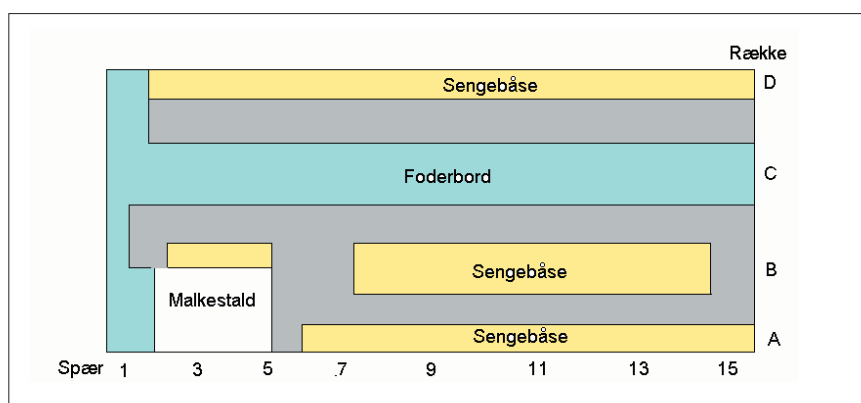 Række
Sengebåse D
Foderbord C
Sengebåse B
Malkestald
Sengebåse A
Spær 1 3 5 .7 9 11 13 15